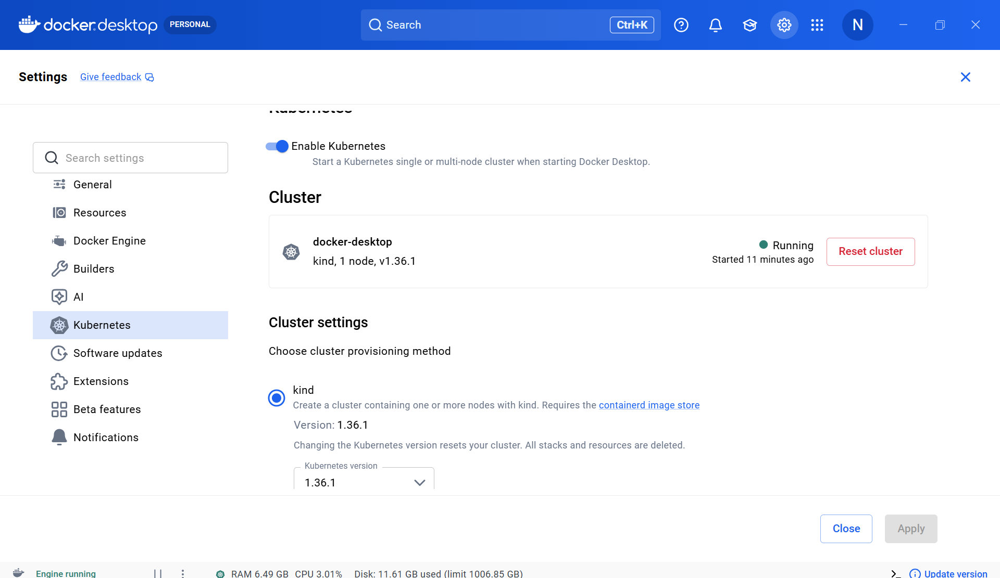 docker desktop PERSONAL
Search Ctrl+K
N
Settings Give feedback
Kubernetes
Search settings
General
Resources
Docker Engine
Builders
AI
Kubernetes
Software updates
Extensions
Beta features
Notifications
Enable Kubernetes
Start a Kubernetes single or multi-node cluster when starting Docker Desktop.
Cluster
docker-desktop
kind, 1 node, v1.36.1
Running
Started 11 minutes ago
Reset cluster
Cluster settings
Choose cluster provisioning method
kind
Create a cluster containing one or more nodes with kind. Requires the containerd image store
Version: 1.36.1
Changing the Kubernetes version resets your cluster. All stacks and resources are deleted.
Kubernetes version
1.36.1
Close Apply
Engine running RAM 6.49 GB CPU 3.01% Disk: 11.61 GB used (limit 1006.85 GB) Update version